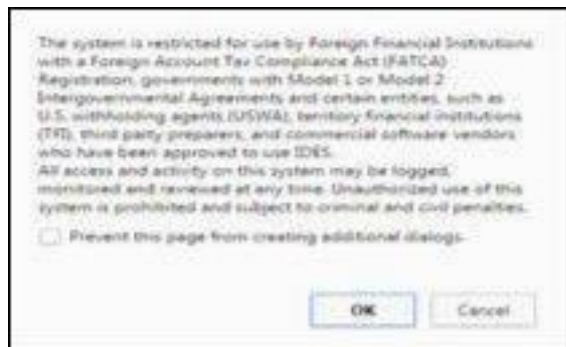 The system is restricted for use by Foreign Financial Institutions
with a Foreign Account Tax Compliance Act (FATCA)
Registration, governments with Model 1 or Model 2
Intergovernmental Agreements and certain entities, such as
U.S. withholding agents (USWA), territory financial institutions
(TFI), third party preparers, and commercial software vendors
who have been approved to use IDES.
All access and activity on this system may be logged,
monitored and reviewed at any time. Unauthorized use of this
system is prohibited and subject to criminal and civil penalties.
Prevent this page from creating additional dialogs.
OK Cancel